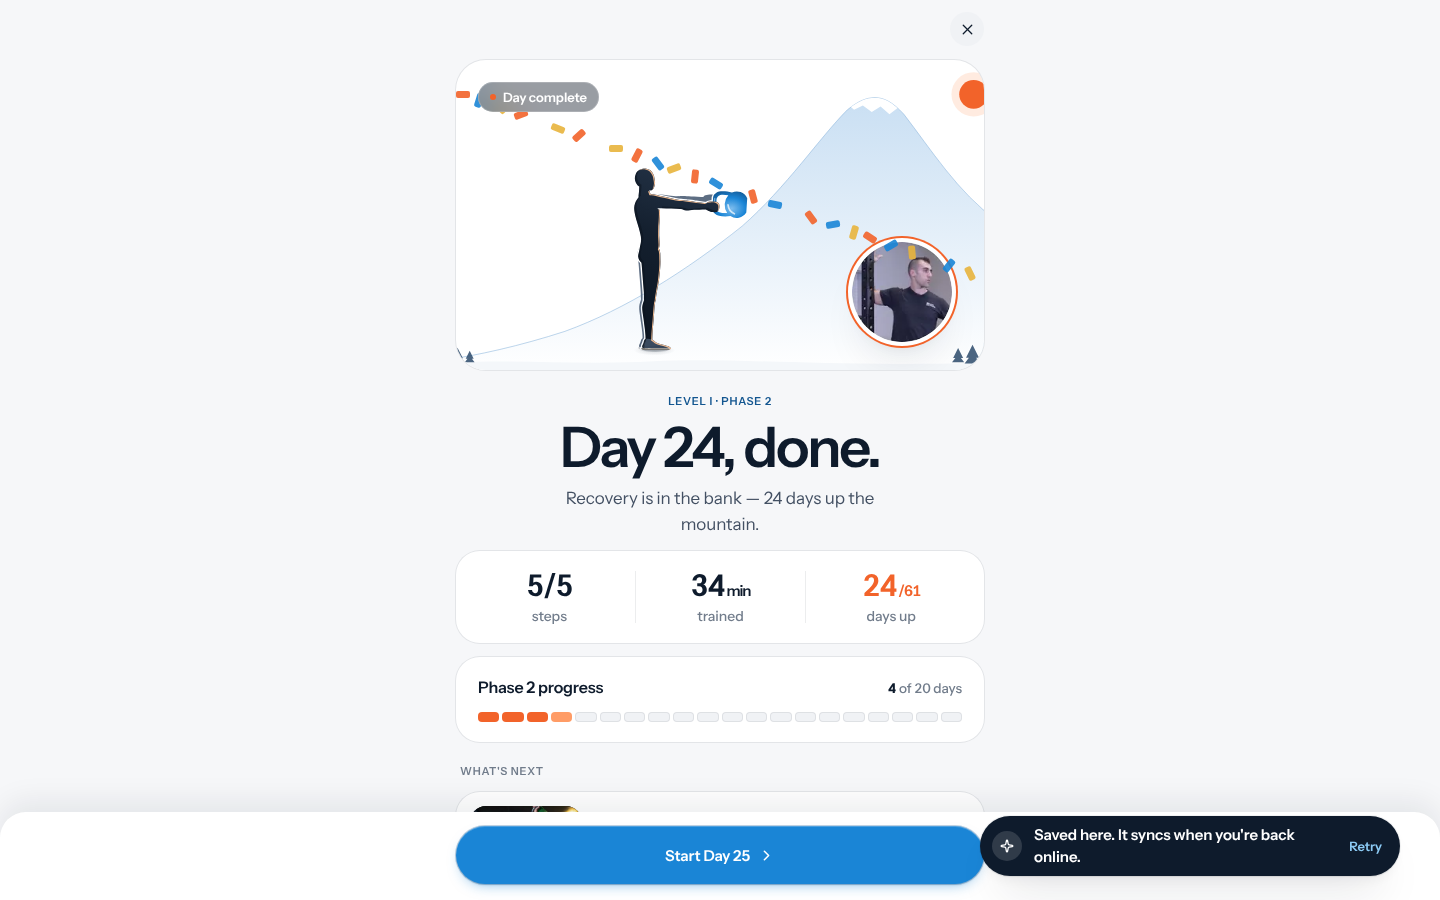 Day complete
LEVEL I · PHASE 2
Day 24, done.
Recovery is in the bank — 24 days up the
mountain.
5/5
steps
34 min
trained
24 /61
days up
Phase 2 progress
4 of 20 days
WHAT'S NEXT
Start Day 25
Saved here. It syncs when you're back
online.
Retry